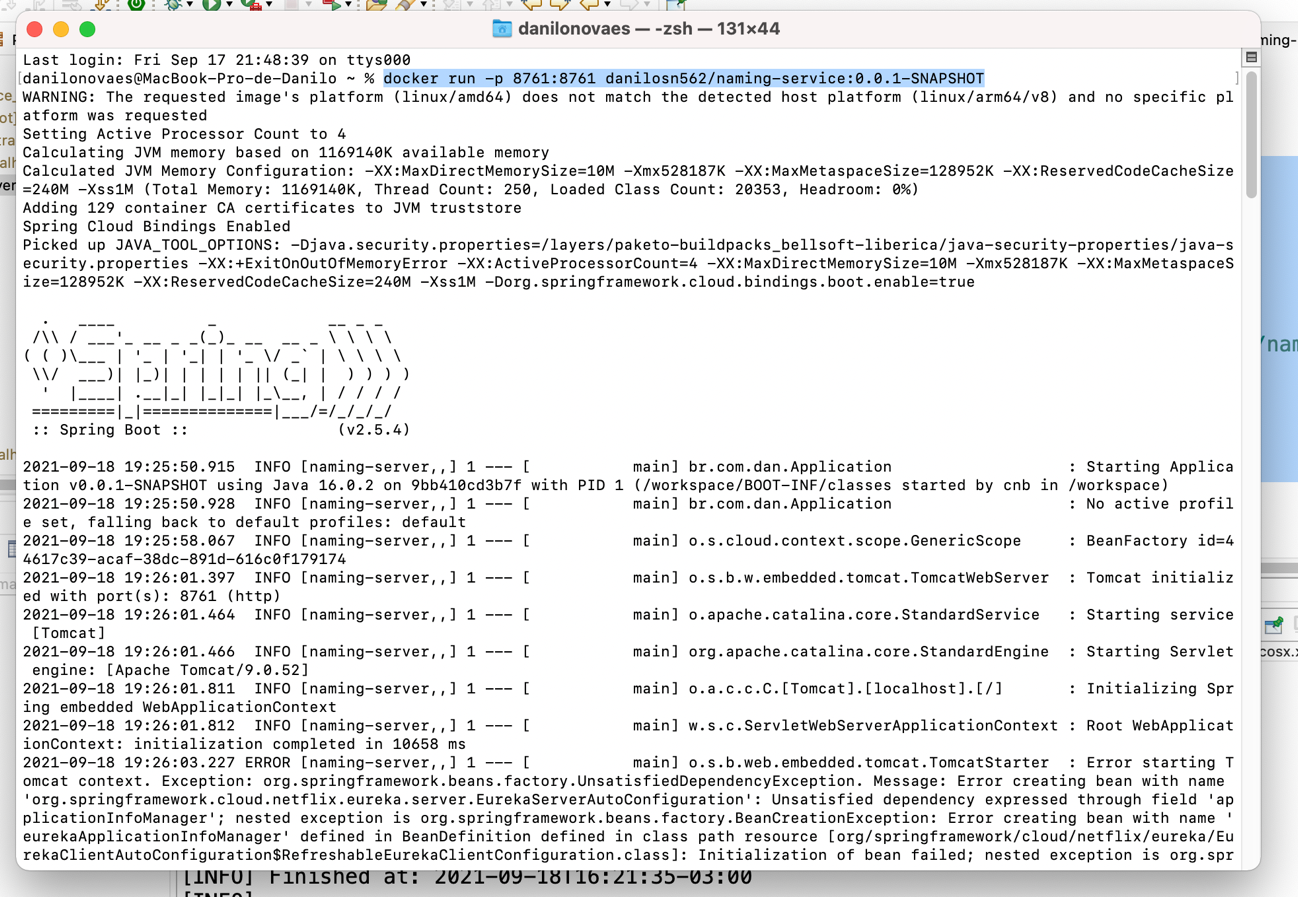 danilonovaes — -zsh — 131×44
Last login: Fri Sep 17 21:48:39 on ttys000
danilonovaes@MacBook-Pro-de-Danilo ~ % docker run -p 8761:8761 danilosn562/naming-service:0.0.1-SNAPSHOT
WARNING: The requested image's platform (linux/amd64) does not match the detected host platform (linux/arm64/v8) and no specific pl
atform was requested
Setting Active Processor Count to 4
Calculating JVM memory based on 1169140K available memory
Calculated JVM Memory Configuration: -XX:MaxDirectMemorySize=10M -Xmx528187K -XX:MaxMetaspaceSize=128952K -XX:ReservedCodeCacheSize
=240M -Xss1M (Total Memory: 1169140K, Thread Count: 250, Loaded Class Count: 20353, Headroom: 0%)
Adding 129 container CA certificates to JVM truststore
Spring Cloud Bindings Enabled
Picked up JAVA_TOOL_OPTIONS: -Djava.security.properties=/layers/paketo-buildpacks_bellsoft-liberica/java-security-properties/java-s
ecurity.properties -XX:+ExitOnOutOfMemoryError -XX:ActiveProcessorCount=4 -XX:MaxDirectMemorySize=10M -Xmx528187K -XX:MaxMetaspaceS
ize=128952K -XX:ReservedCodeCacheSize=240M -Xss1M -Dorg.springframework.cloud.bindings.boot.enable=true
  .   ____          _            __ _ _
 /\\ / ___'_ __ _ _(_)_ __  __ _ \ \ \ \
( ( )\___ | '_ | '_| | '_ \/ _` | \ \ \ \
 \\/  ___)| |_)| | | | | || (_| |  ) ) ) )
  '  |____| .__|_| |_|_| |_\__, | / / / /
 =========|_|==============|___/=/_/_/_/
 :: Spring Boot ::                (v2.5.4)
2021-09-18 19:25:50.915  INFO [naming-server,,] 1 --- [           main] br.com.dan.Application                   : Starting Applica
tion v0.0.1-SNAPSHOT using Java 16.0.2 on 9bb410cd3b7f with PID 1 (/workspace/BOOT-INF/classes started by cnb in /workspace)
2021-09-18 19:25:50.928  INFO [naming-server,,] 1 --- [           main] br.com.dan.Application                   : No active profil
e set, falling back to default profiles: default
2021-09-18 19:25:58.067  INFO [naming-server,,] 1 --- [           main] o.s.cloud.context.scope.GenericScope     : BeanFactory id=4
4617c39-acaf-38dc-891d-616c0f179174
2021-09-18 19:26:01.397  INFO [naming-server,,] 1 --- [           main] o.s.b.w.embedded.tomcat.TomcatWebServer  : Tomcat initializ
ed with port(s): 8761 (http)
2021-09-18 19:26:01.464  INFO [naming-server,,] 1 --- [           main] o.apache.catalina.core.StandardService   : Starting service
 [Tomcat]
2021-09-18 19:26:01.466  INFO [naming-server,,] 1 --- [           main] org.apache.catalina.core.StandardEngine  : Starting Servlet
 engine: [Apache Tomcat/9.0.52]
2021-09-18 19:26:01.811  INFO [naming-server,,] 1 --- [           main] o.a.c.c.C.[Tomcat].[localhost].[/]       : Initializing Spr
ing embedded WebApplicationContext
2021-09-18 19:26:01.812  INFO [naming-server,,] 1 --- [           main] w.s.c.ServletWebServerApplicationContext : Root WebApplicat
ionContext: initialization completed in 10658 ms
2021-09-18 19:26:03.227 ERROR [naming-server,,] 1 --- [           main] o.s.b.web.embedded.tomcat.TomcatStarter  : Error starting T
omcat context. Exception: org.springframework.beans.factory.UnsatisfiedDependencyException. Message: Error creating bean with name
'org.springframework.cloud.netflix.eureka.server.EurekaServerAutoConfiguration': Unsatisfied dependency expressed through field 'ap
plicationInfoManager'; nested exception is org.springframework.beans.factory.BeanCreationException: Error creating bean with name '
eurekaApplicationInfoManager' defined in BeanDefinition defined in class path resource [org/springframework/cloud/netflix/eureka/Eu
rekaClientAutoConfiguration$RefreshableEurekaClientConfiguration.class]: Initialization of bean failed; nested exception is org.spr
[INFO] Finished at: 2021-09-18T16:21:35-03:00